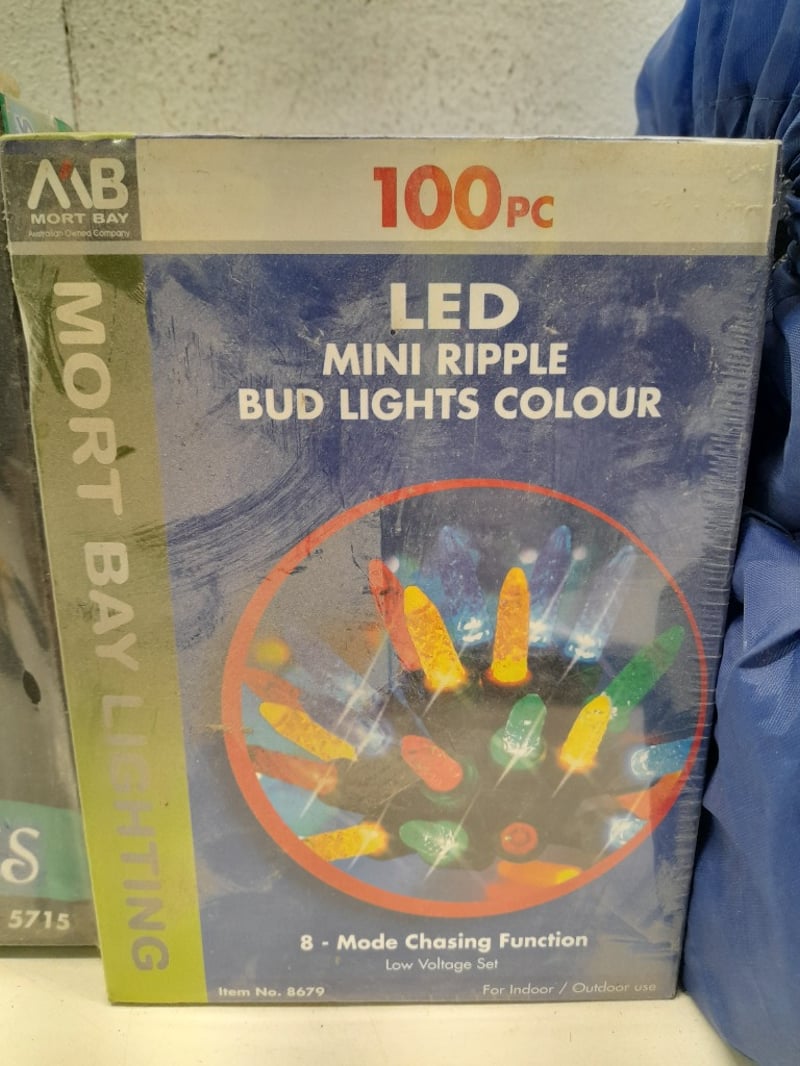 MB
MORT BAY
Australian Owned Company
100PC
MORT BAY LIGHTING
LED
MINI RIPPLE
BUD LIGHTS COLOUR
8 - Mode Chasing Function
Low Voltage Set
Item No. 8679
For Indoor / Outdoor use
S
5715